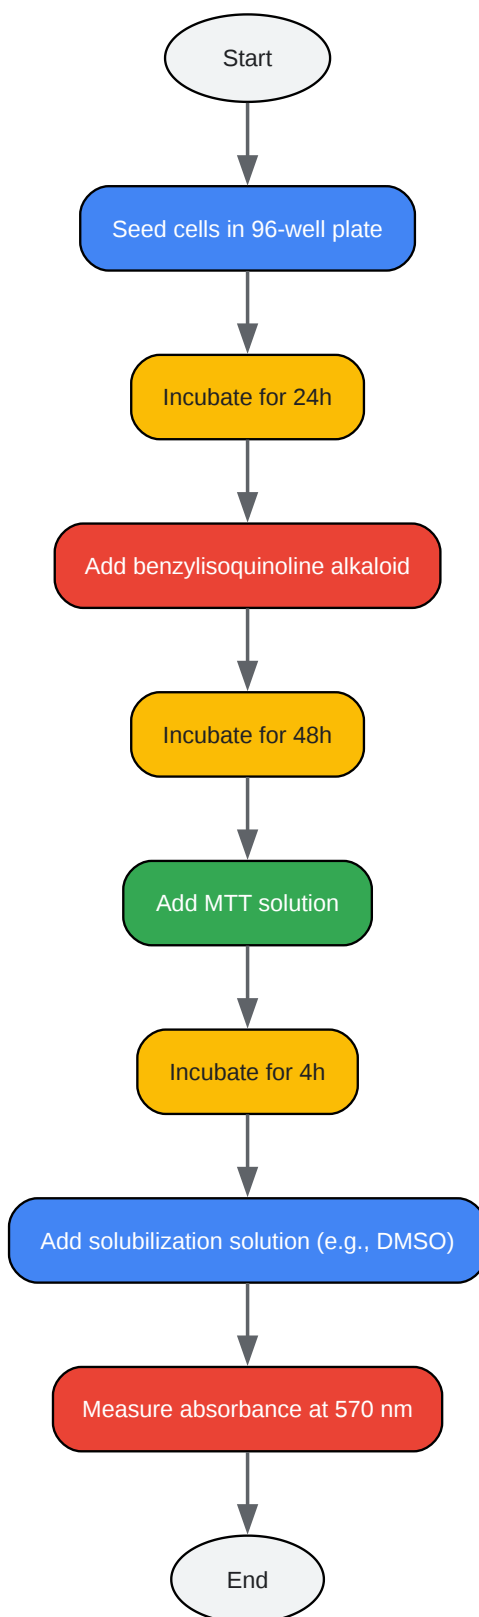 Start
Seed cells in 96-well plate
Incubate for 24h
Add benzylisoquinoline alkaloid
Incubate for 48h
Add MTT solution
Incubate for 4h
Add solubilization solution (e.g., DMSO)
Measure absorbance at 570 nm
End